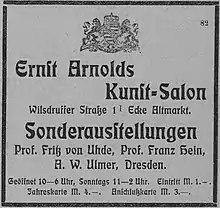 82
Ernst Arnolds
Kunst-Salon
Wilsdruffer Straße 1 I Ecke Altmarkt.
Sonderausstellungen
Prof. Fritz von Uhde, Prof. Franz Hein,
A. W. Ulmer, Dresden.
Geöffnet 10–6 Uhr, Sonntags 11–2 Uhr. Eintritt M. 1.–.
Jahreskarte M. 4.–. Anschlußkarte M. 3.–.